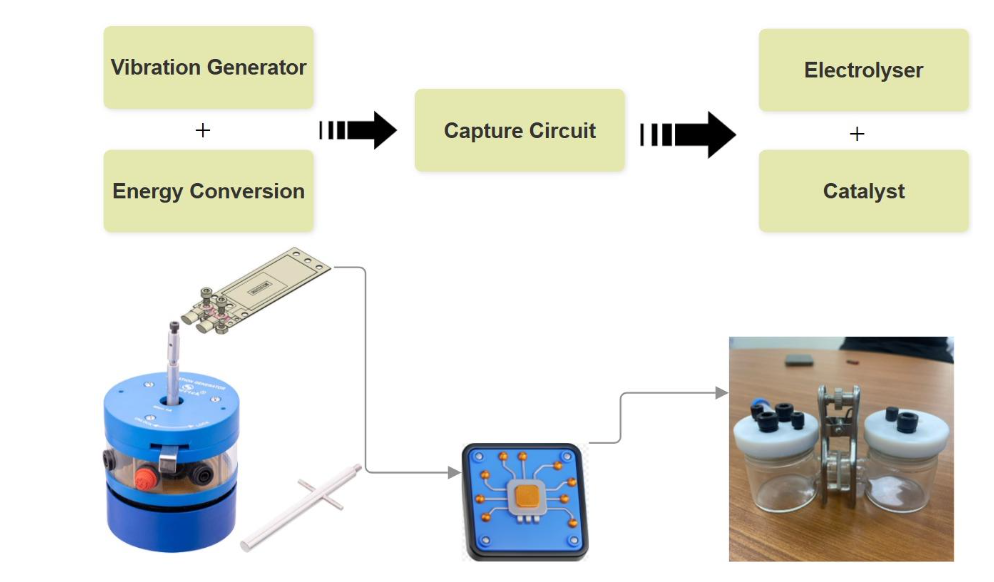 Vibration Generator
+
Energy Conversion
Capture Circuit
Electrolyser
+
Catalyst